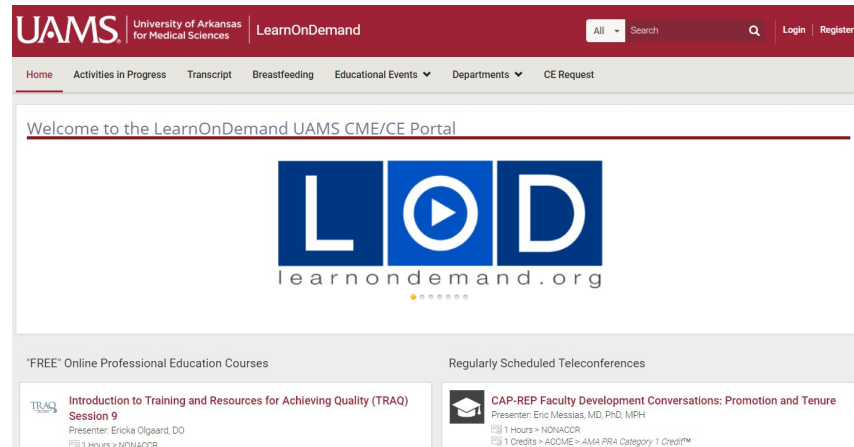 UAMS® University of Arkansas for Medical Sciences LearnOnDemand All Search Login Register
Home Activities in Progress Transcript Breastfeeding Educational Events Departments CE Request
Welcome to the LearnOnDemand UAMS CME/CE Portal
LOD
learnondemand.org
"FREE" Online Professional Education Courses
TRAQ
Introduction to Training and Resources for Achieving Quality (TRAQ)
Session 9
Presenter: Ericka Olgaard, DO
1 Hours > NONACCR
Regularly Scheduled Teleconferences
CAP-REP Faculty Development Conversations: Promotion and Tenure
Presenter: Eric Messias, MD, PhD, MPH
1 Hours > NONACCR
1 Credits > ACCME > AMA PRA Category 1 Credit™